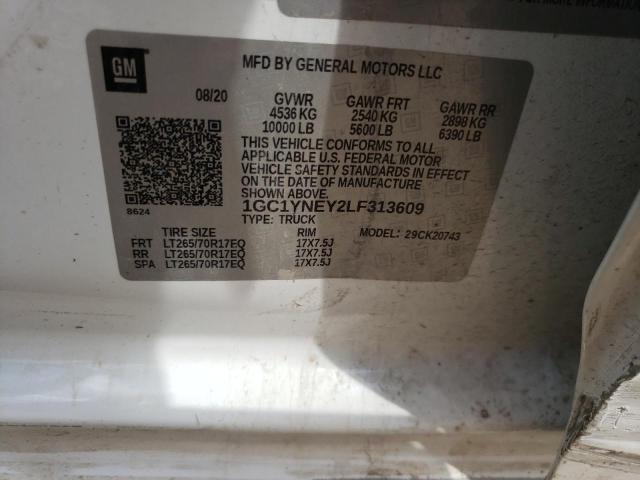 GM
MFD BY GENERAL MOTORS LLC
08/20
GVWR GAWR FRT GAWR RR
4536 KG 2540 KG 2898 KG
10000 LB 5600 LB 6390 LB
THIS VEHICLE CONFORMS TO ALL
APPLICABLE U.S. FEDERAL MOTOR
VEHICLE SAFETY STANDARDS IN EFFECT
ON THE DATE OF MANUFACTURE
SHOWN ABOVE.
1GC1YNEY2LF313609
8624
TYPE: TRUCK
TIRE SIZE RIM MODEL: 29CK20743
FRT LT265/70R17EQ 17X7.5J
RR LT265/70R17EQ 17X7.5J
SPA LT265/70R17EQ 17X7.5J